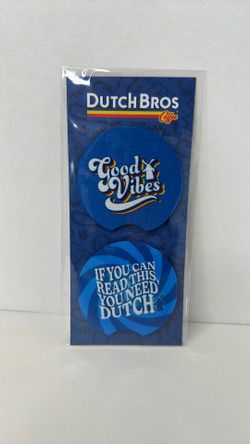 DUTCH BROS
Coffee
Good
Vibes
IF YOU CAN
READ THIS,
YOU NEED
DUTCH